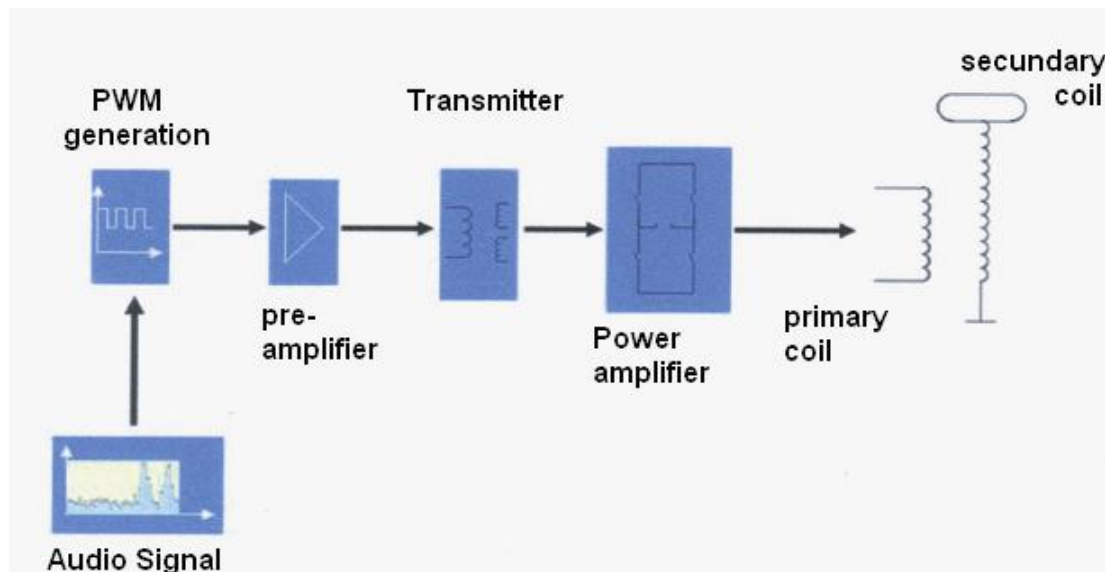 secundary
coil
PWM
generation
Transmitter
pre-
amplifier
Power
amplifier
primary
coil
Audio Signal